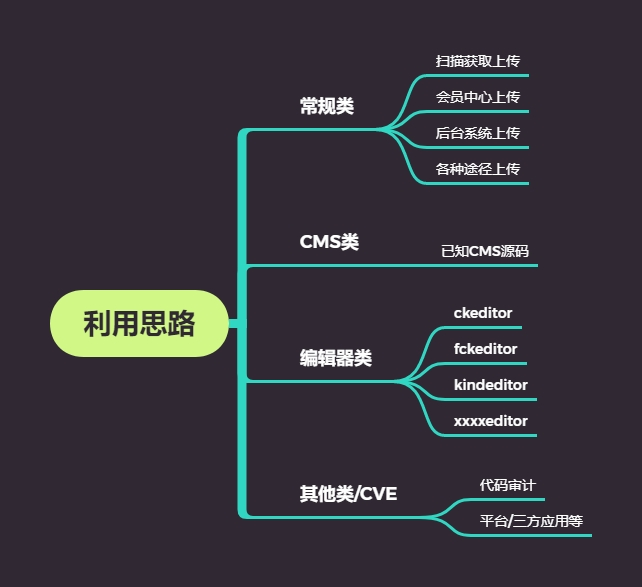 利用思路
常规类
扫描获取上传
会员中心上传
后台系统上传
各种途径上传
CMS类
已知CMS源码
编辑器类
ckeditor
fckeditor
kindeditor
xxxxeditor
其他类/CVE
代码审计
平台/三方应用等